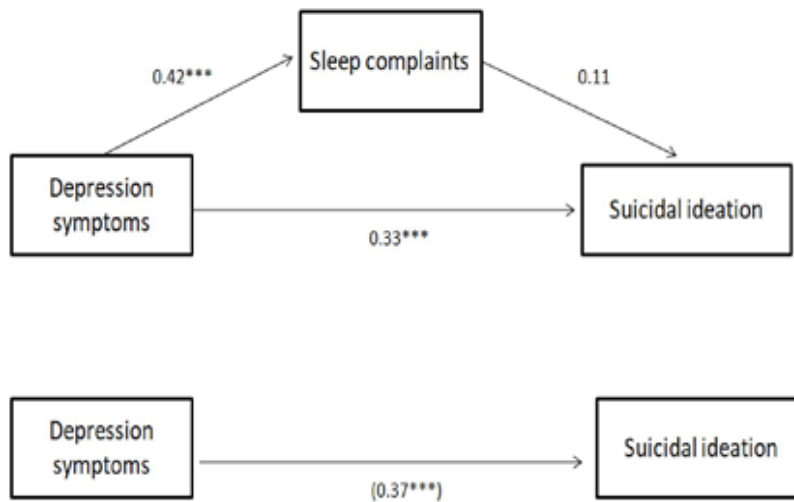 Sleep complaints
0.42***
0.11
Depression
symptoms
Suicidal ideation
0.33***
Depression
symptoms
Suicidal ideation
(0.37***)